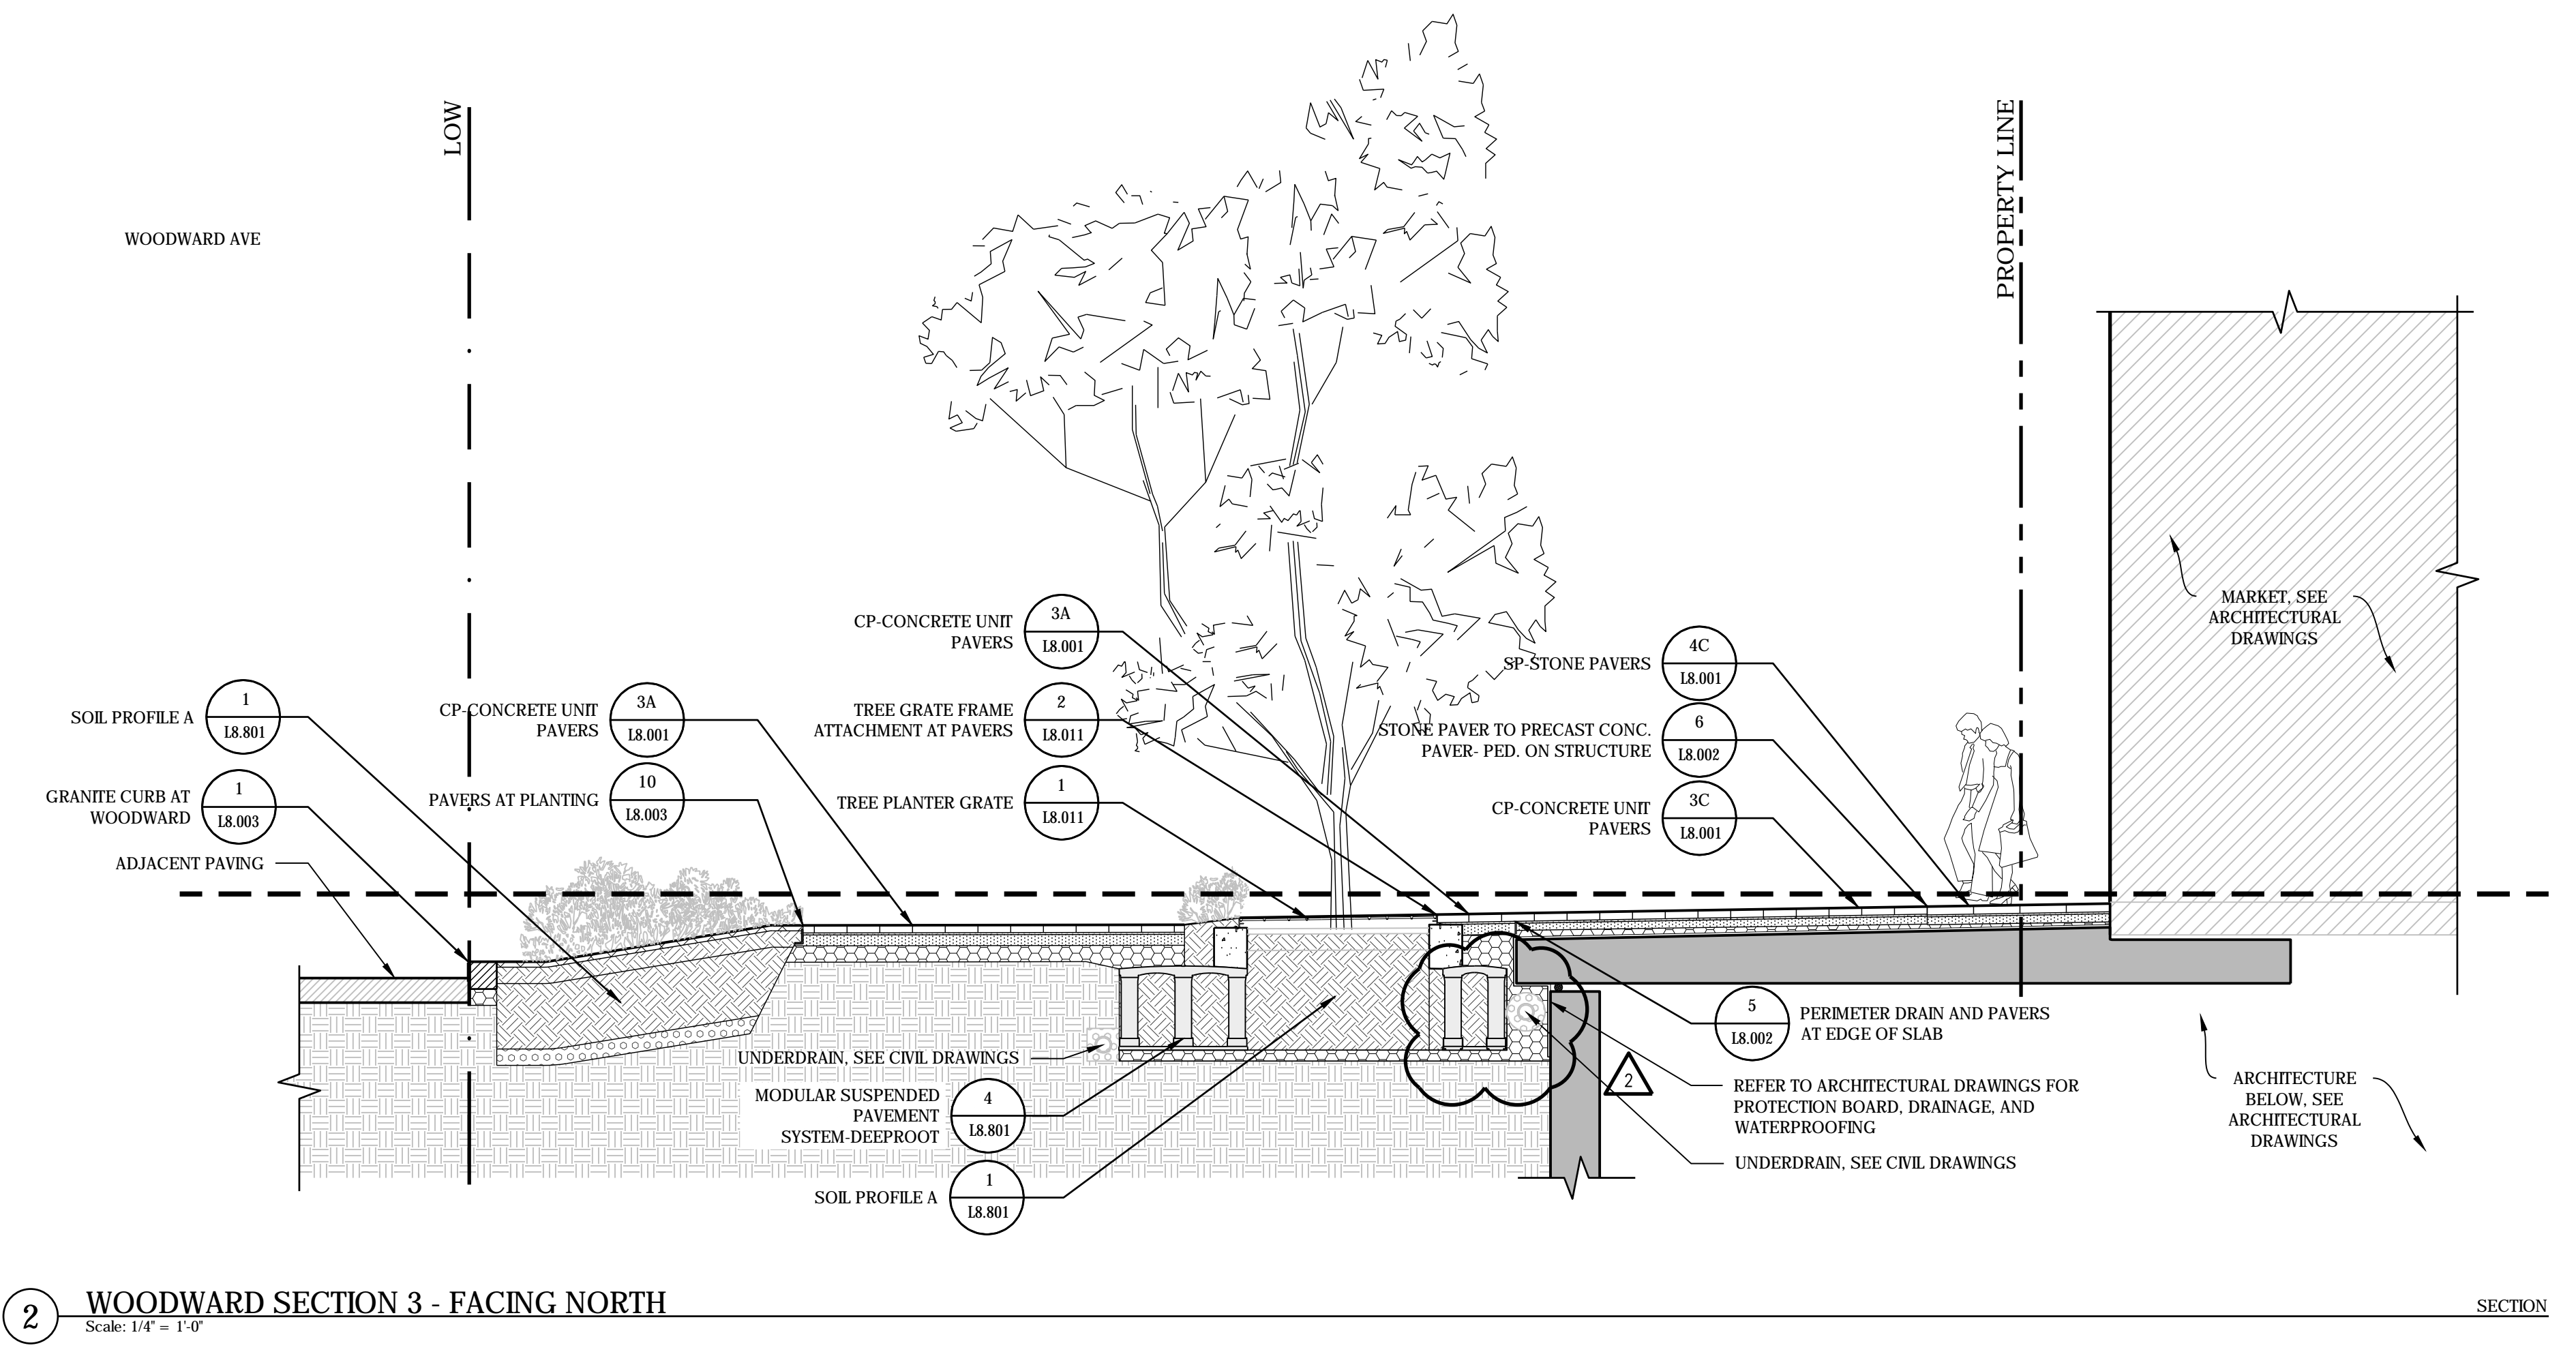 LOW
PROPERTY LINE
WOODWARD AVE
MARKET, SEE
ARCHITECTURAL
DRAWINGS
CP-CONCRETE UNIT
PAVERS
3A
L8.001
SP-STONE PAVERS
4C
L8.001
SOIL PROFILE A
1
L8.801
CP-CONCRETE UNIT
PAVERS
3A
L8.001
TREE GRATE FRAME
ATTACHMENT AT PAVERS
2
L8.011
STONE PAVER TO PRECAST CONC.
PAVER- PED. ON STRUCTURE
6
L8.002
GRANITE CURB AT
WOODWARD
1
L8.003
PAVERS AT PLANTING
10
L8.003
TREE PLANTER GRATE
1
L8.011
CP-CONCRETE UNIT
PAVERS
3C
L8.001
ADJACENT PAVING
5
L8.002
PERIMETER DRAIN AND PAVERS
AT EDGE OF SLAB
UNDERDRAIN, SEE CIVIL DRAWINGS
2
REFER TO ARCHITECTURAL DRAWINGS FOR
PROTECTION BOARD, DRAINAGE, AND
WATERPROOFING
ARCHITECTURE
BELOW, SEE
ARCHITECTURAL
DRAWINGS
MODULAR SUSPENDED
PAVEMENT
SYSTEM-DEEPROOT
4
L8.801
UNDERDRAIN, SEE CIVIL DRAWINGS
SOIL PROFILE A
1
L8.801
2
WOODWARD SECTION 3 - FACING NORTH
Scale: 1/4" = 1'-0"
SECTION